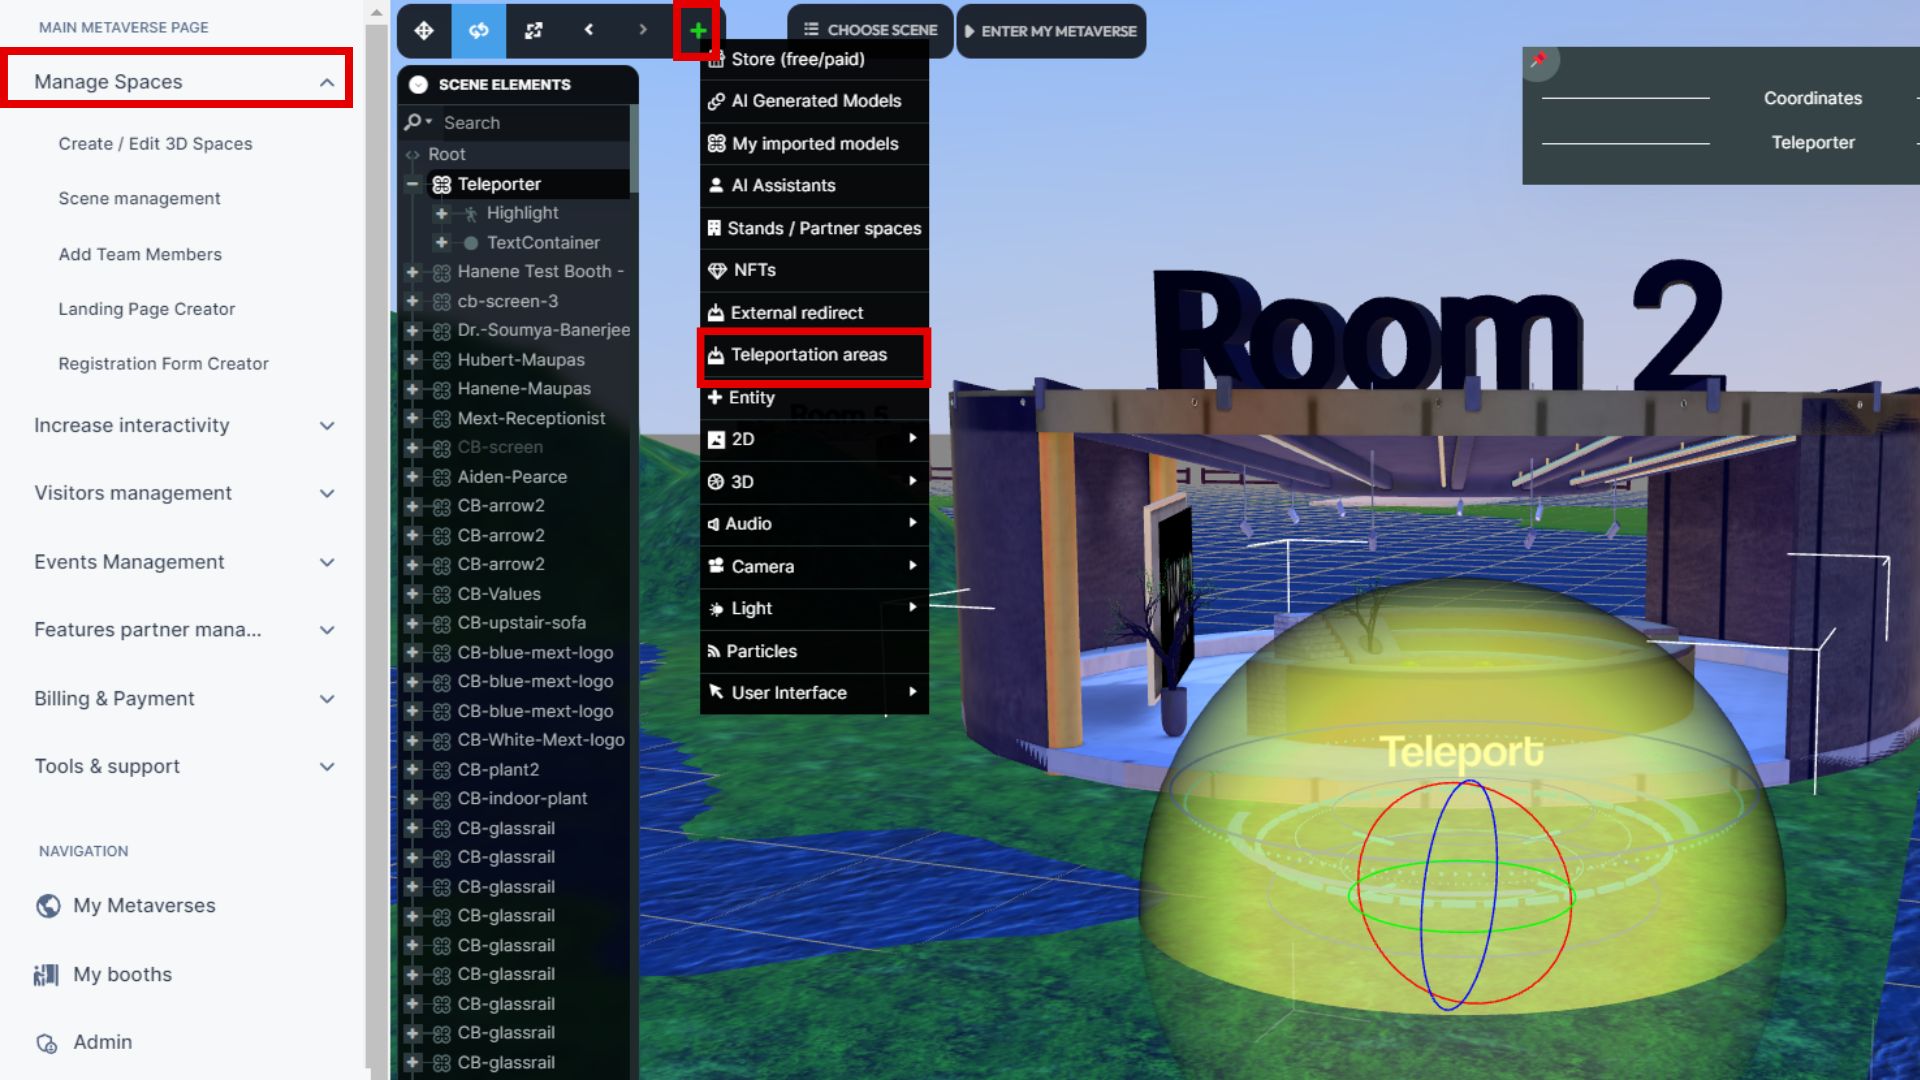 MAIN METAVERSE PAGE
Manage Spaces
Create / Edit 3D Spaces
Scene management
Add Team Members
Landing Page Creator
Registration Form Creator
Increase interactivity
Visitors management
Events Management
Features partner mana...
Billing & Payment
Tools & support
NAVIGATION
My Metaverses
My booths
Admin
CHOOSE SCENE
ENTER MY METAVERSE
SCENE ELEMENTS
Search
Root
Teleporter
Highlight
TextContainer
Hanene Test Booth -
cb-screen-3
Dr.-Soumya-Banerjee
Hubert-Maupas
Hanene-Maupas
Mext-Receptionist
CB-screen
Aiden-Pearce
CB-arrow2
CB-arrow2
CB-arrow2
CB-Values
CB-upstair-sofa
CB-blue-mext-logo
CB-blue-mext-logo
CB-blue-mext-logo
CB-White-Mext-logo
CB-plant2
CB-indoor-plant
CB-glassrail
CB-glassrail
CB-glassrail
CB-glassrail
CB-glassrail
CB-glassrail
CB-glassrail
CB-glassrail
CB-glassrail
Store (free/paid)
AI Generated Models
My imported models
AI Assistants
Stands / Partner spaces
NFTs
External redirect
Teleportation areas
Entity
2D
3D
Audio
Camera
Light
Particles
User Interface
Coordinates
Teleporter
Room 2
Room 5
Teleport